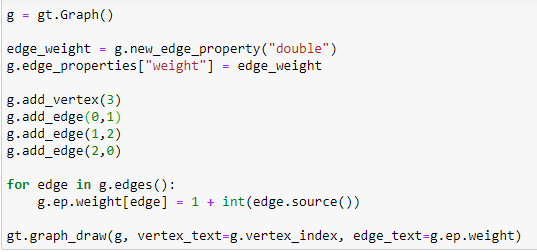 g = gt.Graph()
edge_weight = g.new_edge_property("double")
g.edge_properties["weight"] = edge_weight
g.add_vertex(3)
g.add_edge(0,1)
g.add_edge(1,2)
g.add_edge(2,0)
for edge in g.edges():
    g.ep.weight[edge] = 1 + int(edge.source())
gt.graph_draw(g, vertex_text=g.vertex_index, edge_text=g.ep.weight)